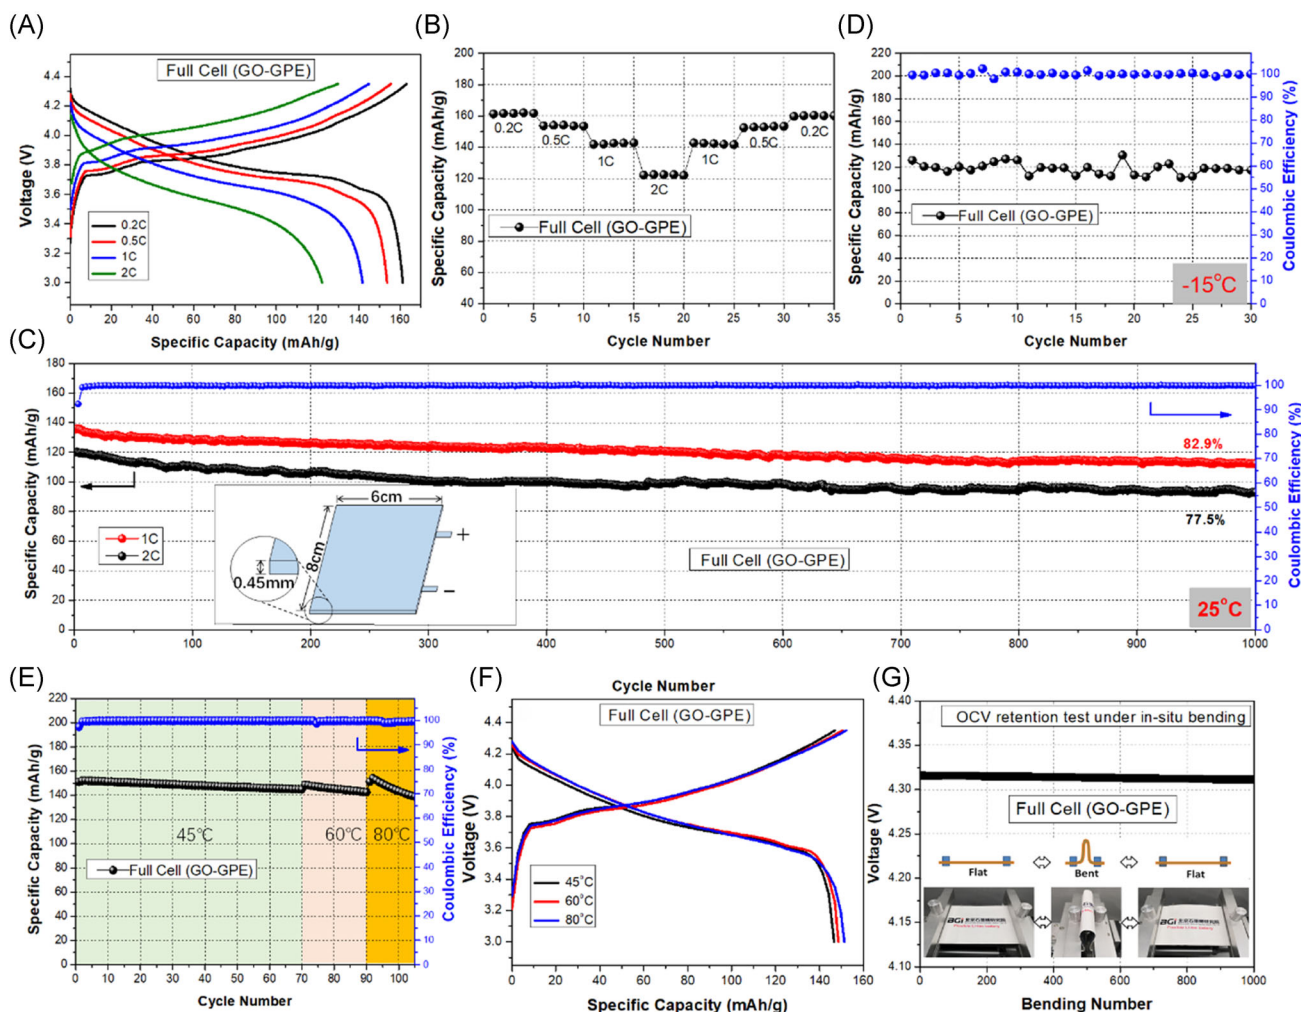 (A)
Full Cell (GO-GPE)
4.4
4.2
4.0
3.8
3.6
3.4
3.2
3.0
Voltage (V)
0.2C
0.5C
1C
2C
0 20 40 60 80 100 120 140 160
Specific Capacity (mAh/g)
(B)
200
180
160
140
120
100
80
60
40
Specific Capacity (mAh/g)
0.2C
0.5C
1C
2C
1C
0.5C
0.2C
Full Cell (GO-GPE)
0 5 10 15 20 25 30 35
Cycle Number
(D)
220
200
180
160
140
120
100
80
60
40
20
0
Specific Capacity (mAh/g)
Full Cell (GO-GPE)
-15°C
100
90
80
70
60
50
40
30
20
10
0
Coulombic Efficiency (%)
0 5 10 15 20 25 30
Cycle Number
(C)
180
160
140
120
100
80
60
40
20
0
Specific Capacity (mAh/g)
82.9%
77.5%
1C
2C
6cm
8cm
0.45mm
+
−
Full Cell (GO-GPE)
25°C
100
90
80
70
60
50
40
30
20
10
0
Coulombic Efficiency (%)
0 100 200 300 400 500 600 700 800 900 1000
Cycle Number
(E)
220
200
180
160
140
120
100
80
60
40
20
0
Specific Capacity (mAh/g)
45℃ 60℃ 80℃
Full Cell (GO-GPE)
100
90
80
70
60
50
40
30
20
10
0
Coulombic Efficiency (%)
0 10 20 30 40 50 60 70 80 90 100
Cycle Number
(F)
Full Cell (GO-GPE)
4.4
4.2
4.0
3.8
3.6
3.4
3.2
3.0
Voltage (V)
45°C
60°C
80°C
0 20 40 60 80 100 120 140 160
Specific Capacity (mAh/g)
(G)
OCV retention test under in-situ bending
4.40
4.35
4.30
4.25
4.20
4.15
4.10
Voltage (V)
Full Cell (GO-GPE)
Flat Bent Flat
BGI
BGI
0 200 400 600 800 1000
Bending Number